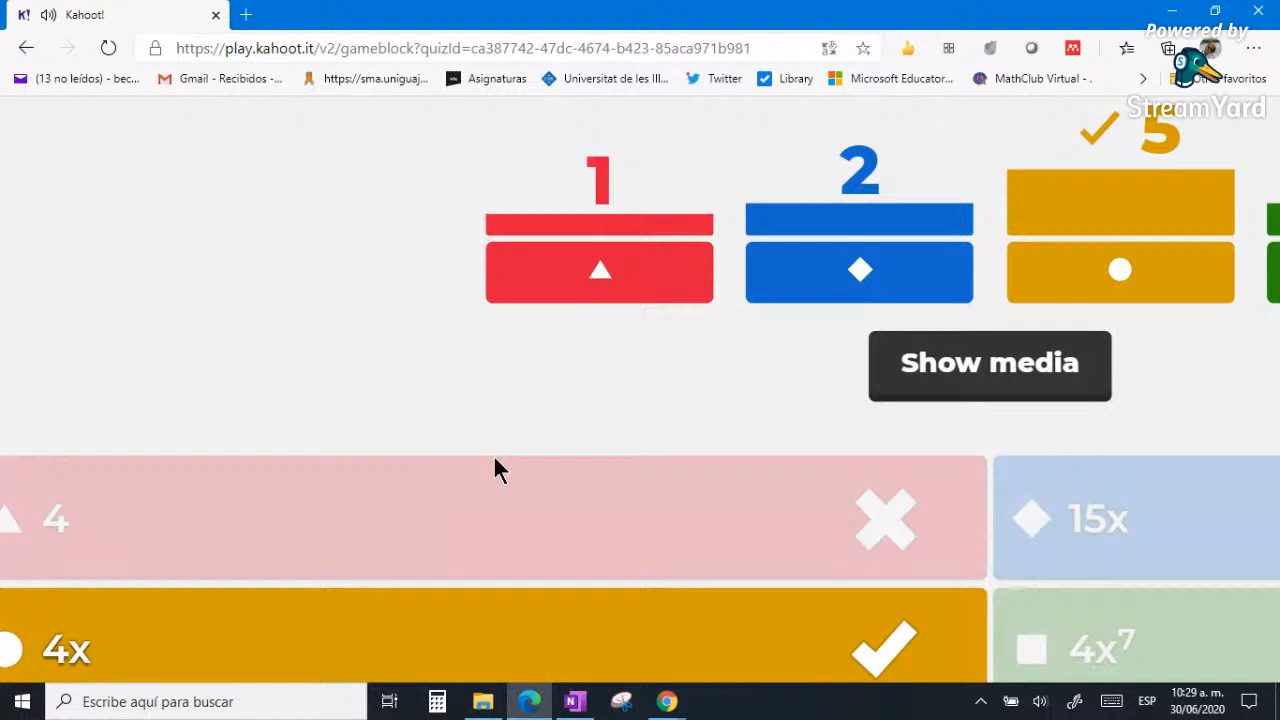 K! Kahoot!
Powered by
https://play.kahoot.it/v2/gameblock?quizId=ca387742-47dc-4674-b423-85aca971b981
(13 no leídos) - bec...
Gmail - Recibidos -...
https://sma.uniguaj...
Asignaturas
Universitat de les Ill...
Twitter
Library
Microsoft Educator...
MathClub Virtual - .
Otros favoritos
StreamYard
1
2
5
Show media
4
15x
4x
4x⁷
Escribe aquí para buscar
ESP
10:29 a. m.
30/06/2020